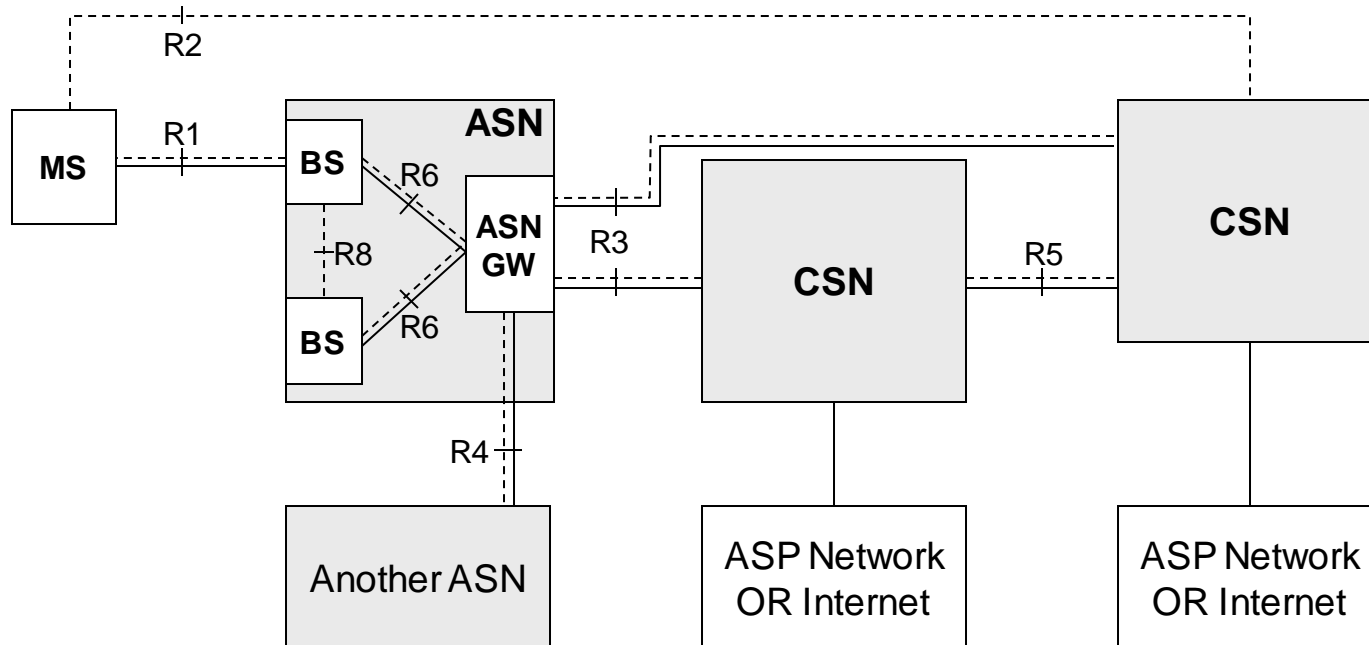 R2
R1
MS
ASN
BS
R6
ASN
GW
R8
R6
BS
R3
CSN
R5
CSN
R4
Another ASN
ASP Network
OR Internet
ASP Network
OR Internet